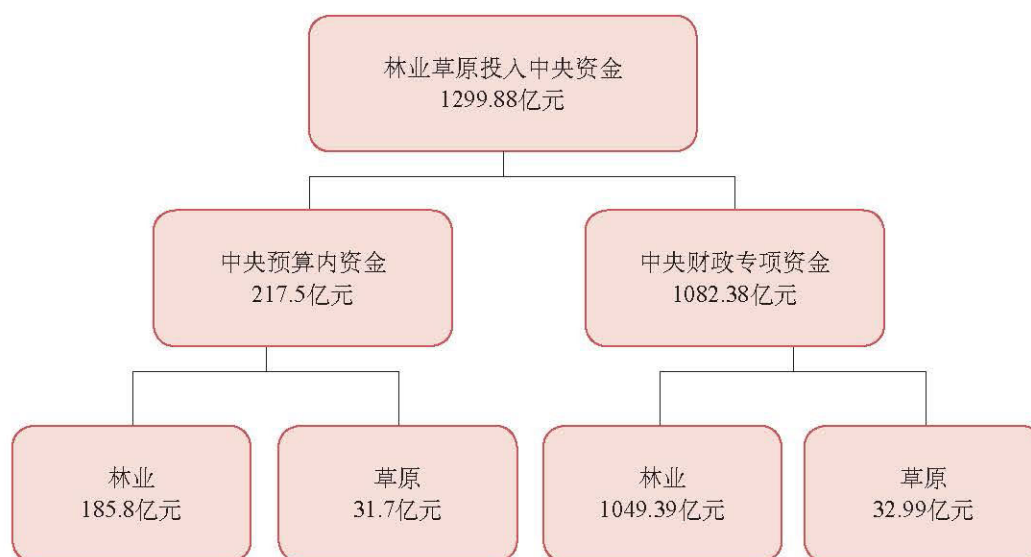 林业草原投入中央资金
1299.88亿元
中央预算内资金
217.5亿元
中央财政专项资金
1082.38亿元
林业
185.8亿元
草原
31.7亿元
林业
1049.39亿元
草原
32.99亿元